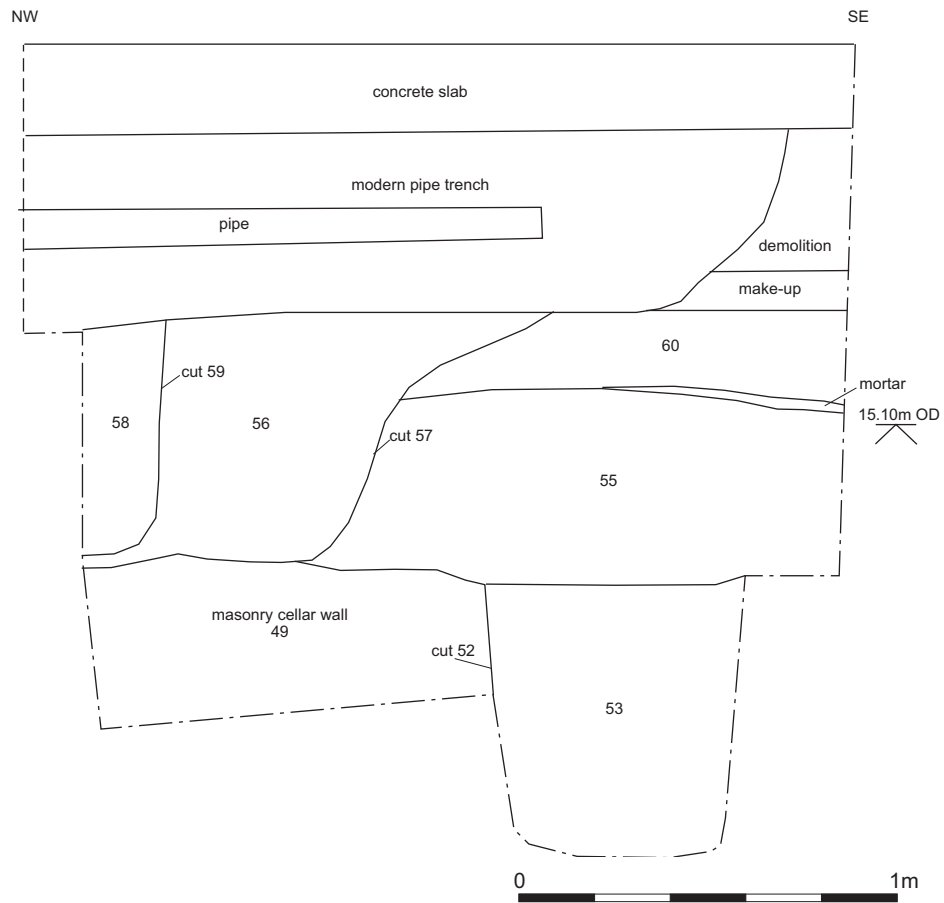 NW
SE
concrete slab
modern pipe trench
pipe
demolition
make-up
60
cut 59
mortar
15.10m OD
58
56
cut 57
55
masonry cellar wall
49
cut 52
53
0
1m